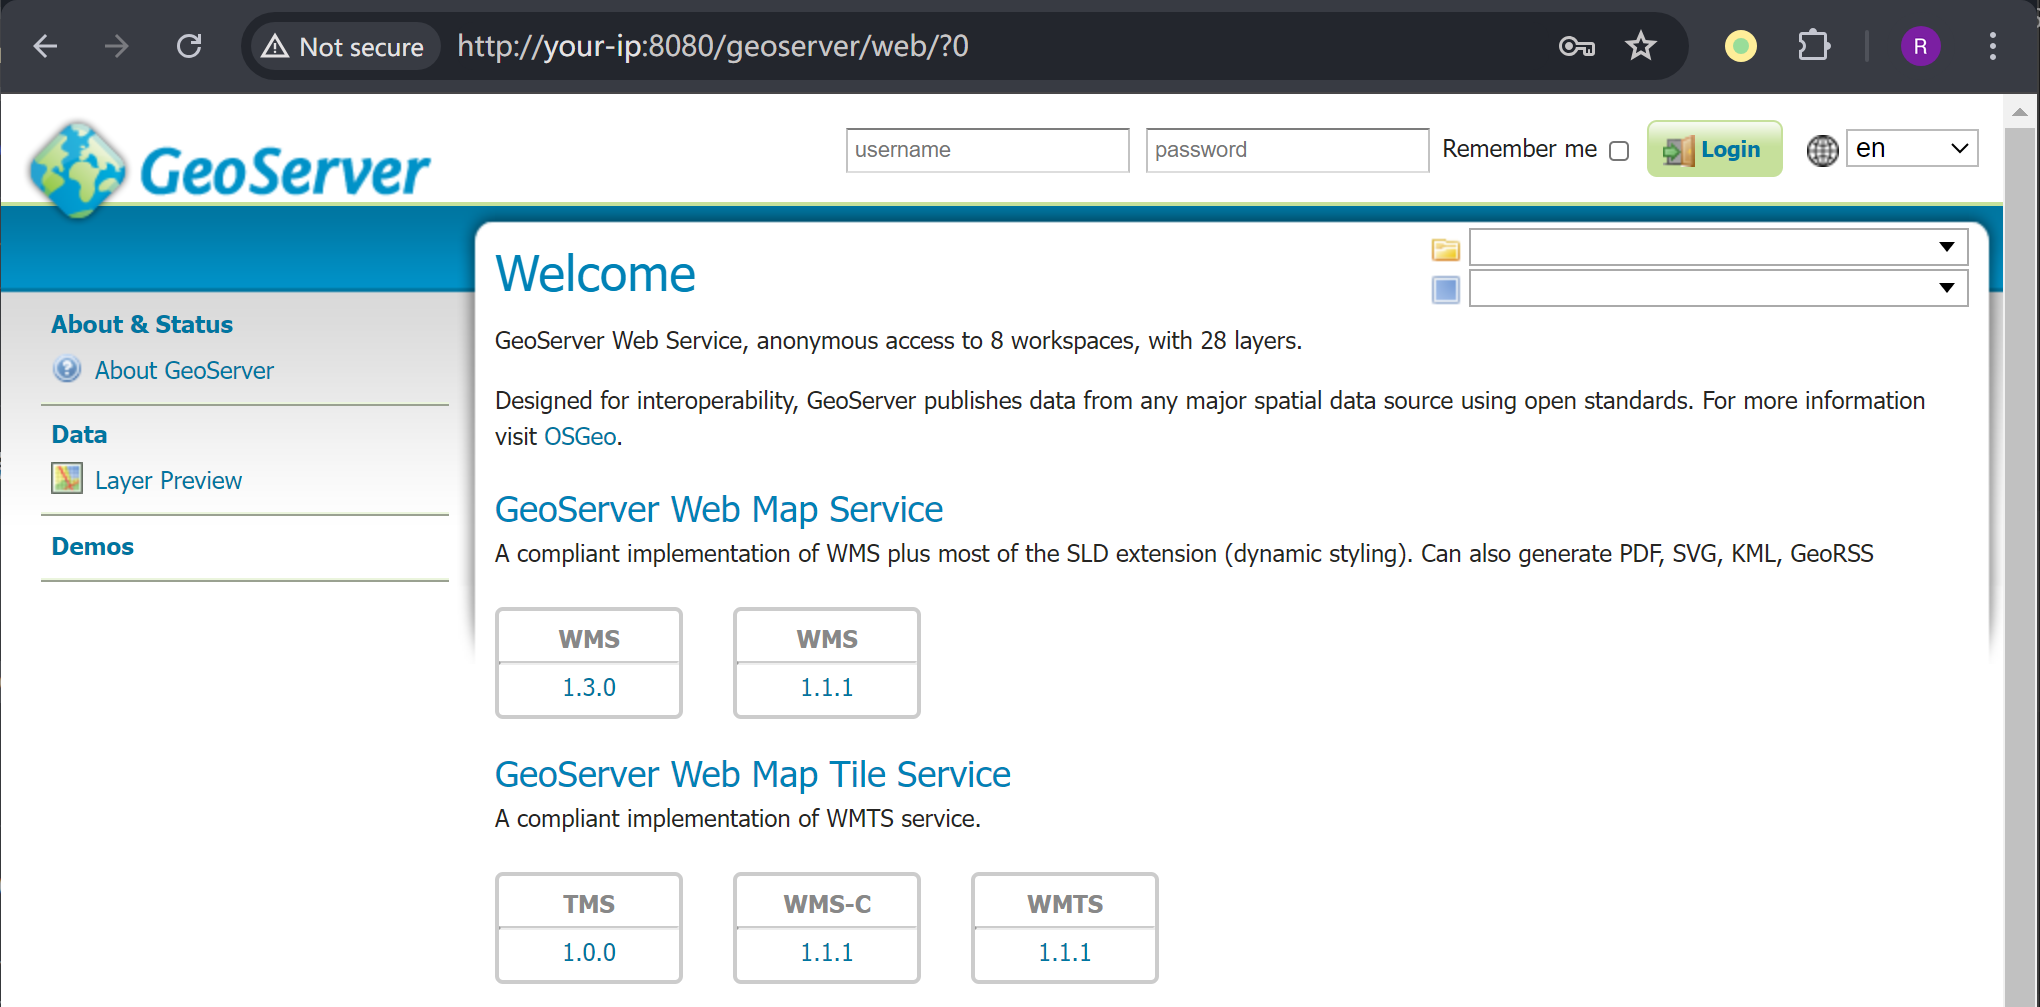 Not secure http://your-ip:8080/geoserver/web/?0 R
GeoServer username password Remember me Login en
Welcome
About & Status
About GeoServer
Data
Layer Preview
Demos
GeoServer Web Service, anonymous access to 8 workspaces, with 28 layers.
Designed for interoperability, GeoServer publishes data from any major spatial data source using open standards. For more information
visit OSGeo.
GeoServer Web Map Service
A compliant implementation of WMS plus most of the SLD extension (dynamic styling). Can also generate PDF, SVG, KML, GeoRSS
WMS WMS
1.3.0 1.1.1
GeoServer Web Map Tile Service
A compliant implementation of WMTS service.
TMS WMS-C WMTS
1.0.0 1.1.1 1.1.1